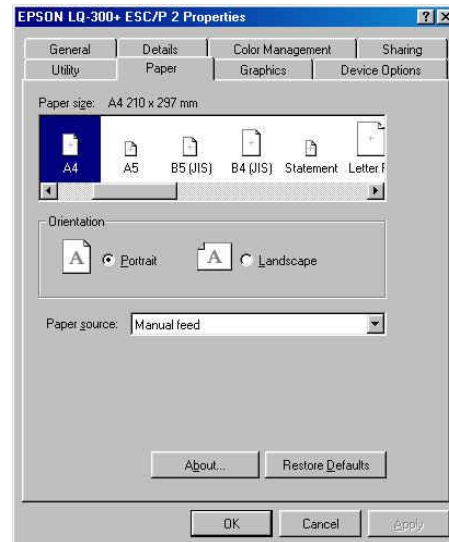 EPSON LQ-300+ ESC/P 2 Properties
General Details Color Management Sharing
Utility Paper Graphics Device Options
Paper size: A4 210 x 297 mm
A4 A5 B5 (JIS) B4 (JIS) Statement Letter F
Orientation
A Portrait A Landscape
Paper source: Manual feed
About... Restore Defaults
OK Cancel Apply